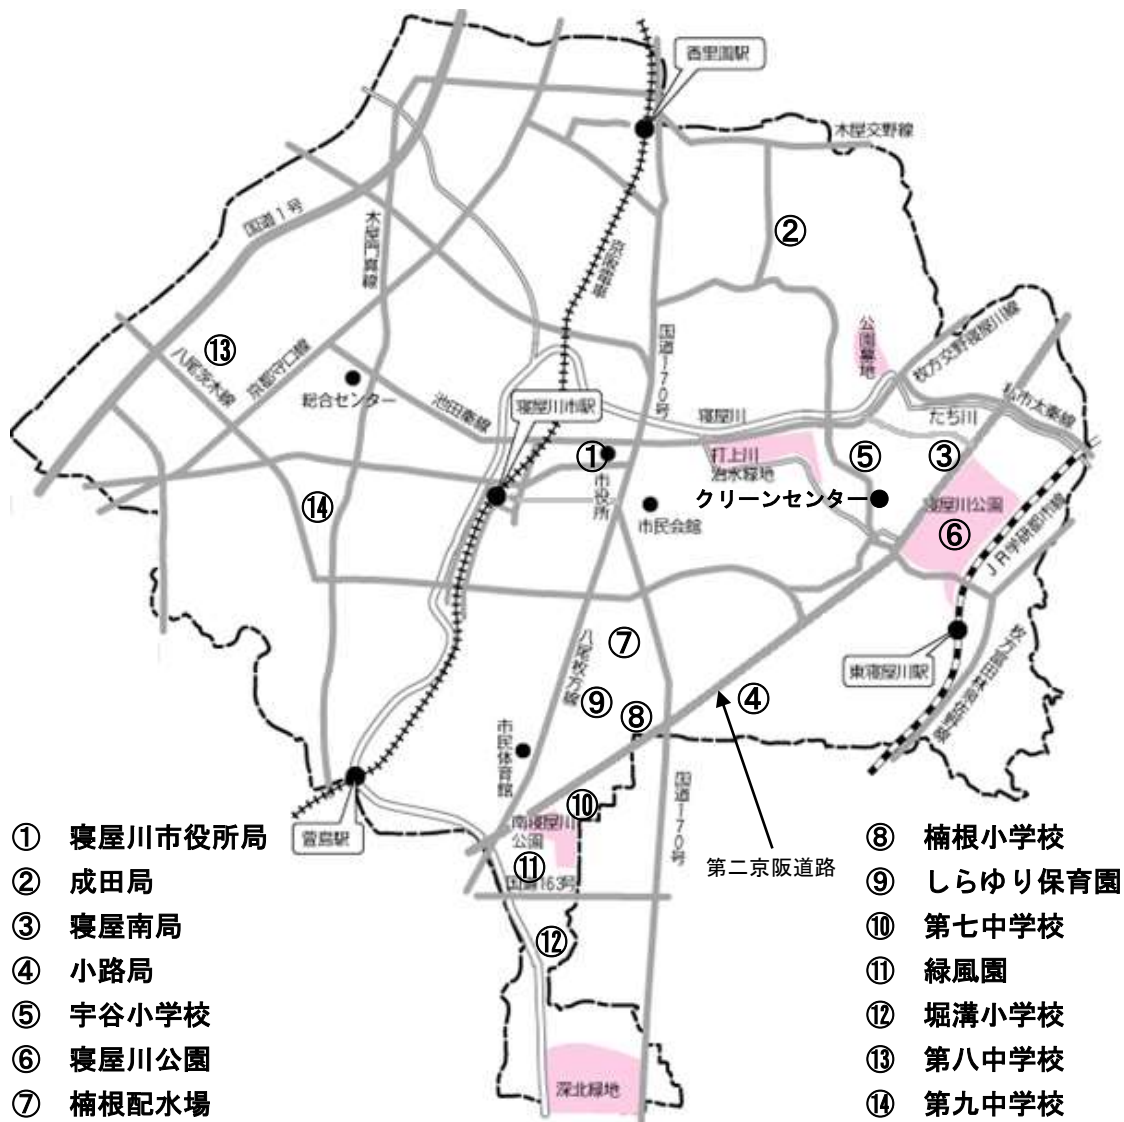 香里園駅
木屋交野線
国道1号
木屋門真線
京阪電車
②
公園墓地
枚方交野寝屋川線
国道170号
⑬
八尾茨木線
京都守口線
総合センター
池田秦線
寝屋川市駅
寝屋川
たち川
私市太秦線
①
市役所
打上川
治水緑地
⑤
③
クリーンセンター
寝屋川公園
⑥
⑭
市民会館
JR学研都市線
⑦
八尾枚方線
⑨
⑧
④
東寝屋川駅
枚方富田林泉佐野線
市民体育館
国道170号
⑩
萱島駅
南寝屋川
公園
⑪
国道163号
第二京阪道路
⑫
深北緑地
① 寝屋川市役所局
② 成田局
③ 寝屋南局
④ 小路局
⑤ 宇谷小学校
⑥ 寝屋川公園
⑦ 楠根配水場
⑧ 楠根小学校
⑨ しらゆり保育園
⑩ 第七中学校
⑪ 緑風園
⑫ 堀溝小学校
⑬ 第八中学校
⑭ 第九中学校